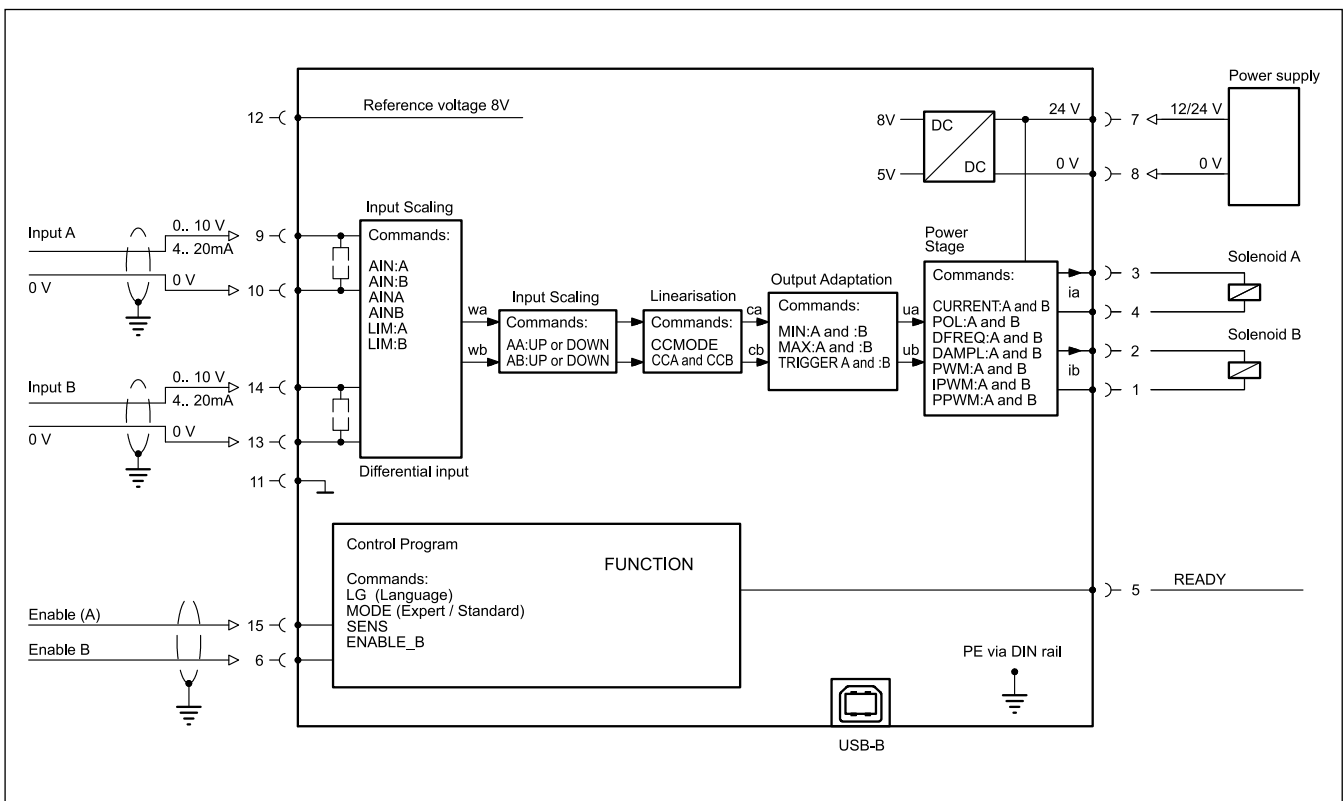 Power supply
12
Reference voltage 8V
8V
DC
DC
5V
24 V
0 V
7
12/24 V
8
0 V
Input A
0.. 10 V
4.. 20mA
0 V
0 V
9
10
Input Scaling
Commands:
AIN:A
AIN:B
AINA
AINB
LIM:A
LIM:B
Differential input
wa
wb
Input Scaling
Commands:
AA:UP or DOWN
AB:UP or DOWN
Linearisation
Commands:
CCMODE
CCA and CCB
ca
cb
Output Adaptation
Commands:
MIN:A and :B
MAX:A and :B
TRIGGER A and :B
ua
ub
Power
Stage
Commands:
CURRENT:A and B
POL:A and B
DFREQ:A and B
DAMPL:A and B
PWM:A and B
IPWM:A and B
PPWM:A and B
ia
ib
3
4
2
1
Solenoid A
Solenoid B
Input B
0.. 10 V
4.. 20mA
0 V
0 V
14
13
11
Control Program
FUNCTION
Commands:
LG (Language)
MODE (Expert / Standard)
SENS
ENABLE_B
Enable (A)
15
Enable B
6
5
READY
PE via DIN rail
USB-B